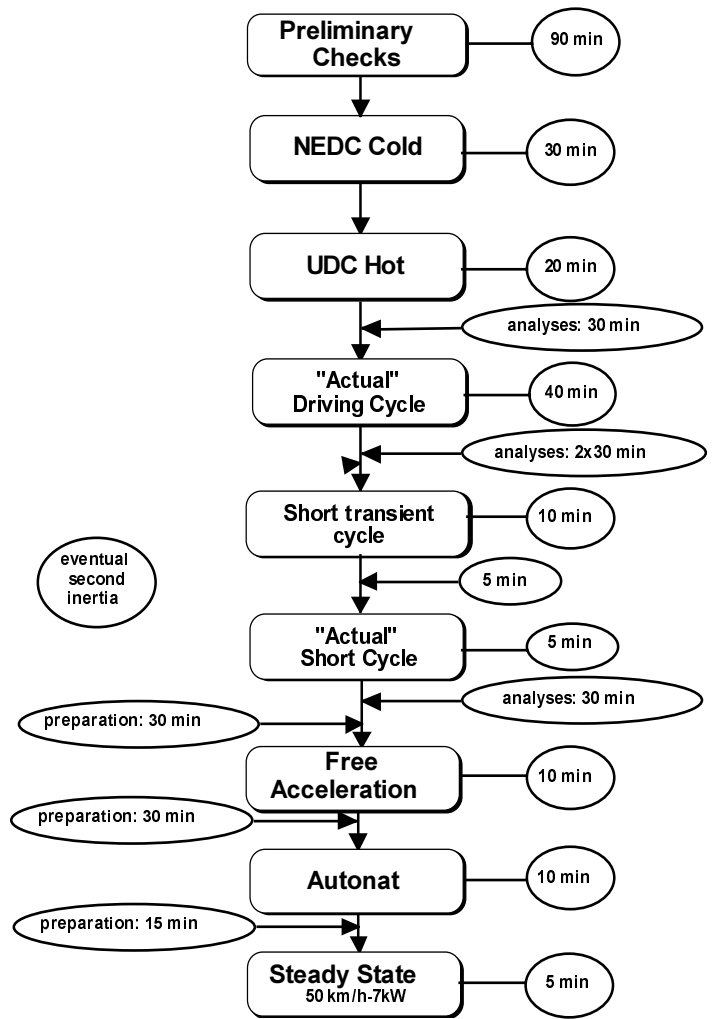 Preliminary
Checks
90 min
NEDC Cold
30 min
UDC Hot
20 min
analyses: 30 min
"Actual"
Driving Cycle
40 min
analyses: 2x30 min
Short transient
cycle
10 min
eventual
second
inertia
5 min
"Actual"
Short Cycle
5 min
analyses: 30 min
preparation: 30 min
Free
Acceleration
10 min
preparation: 30 min
Autonat
10 min
preparation: 15 min
Steady State
50 km/h-7kW
5 min